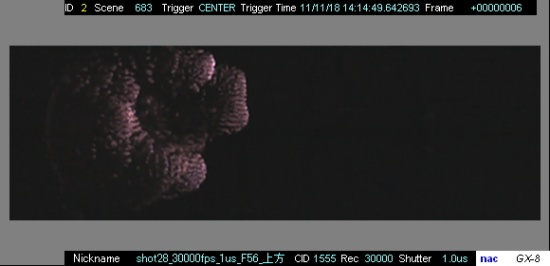 ID 2 Scene 683 Trigger CENTER Trigger Time 11/11/18 14:14:49.642693 Frame +00000006
Nickname shot28_30000fps_1us_F56_上方 CID 1555 Rec 30000 Shutter 1.0us nac GX-8